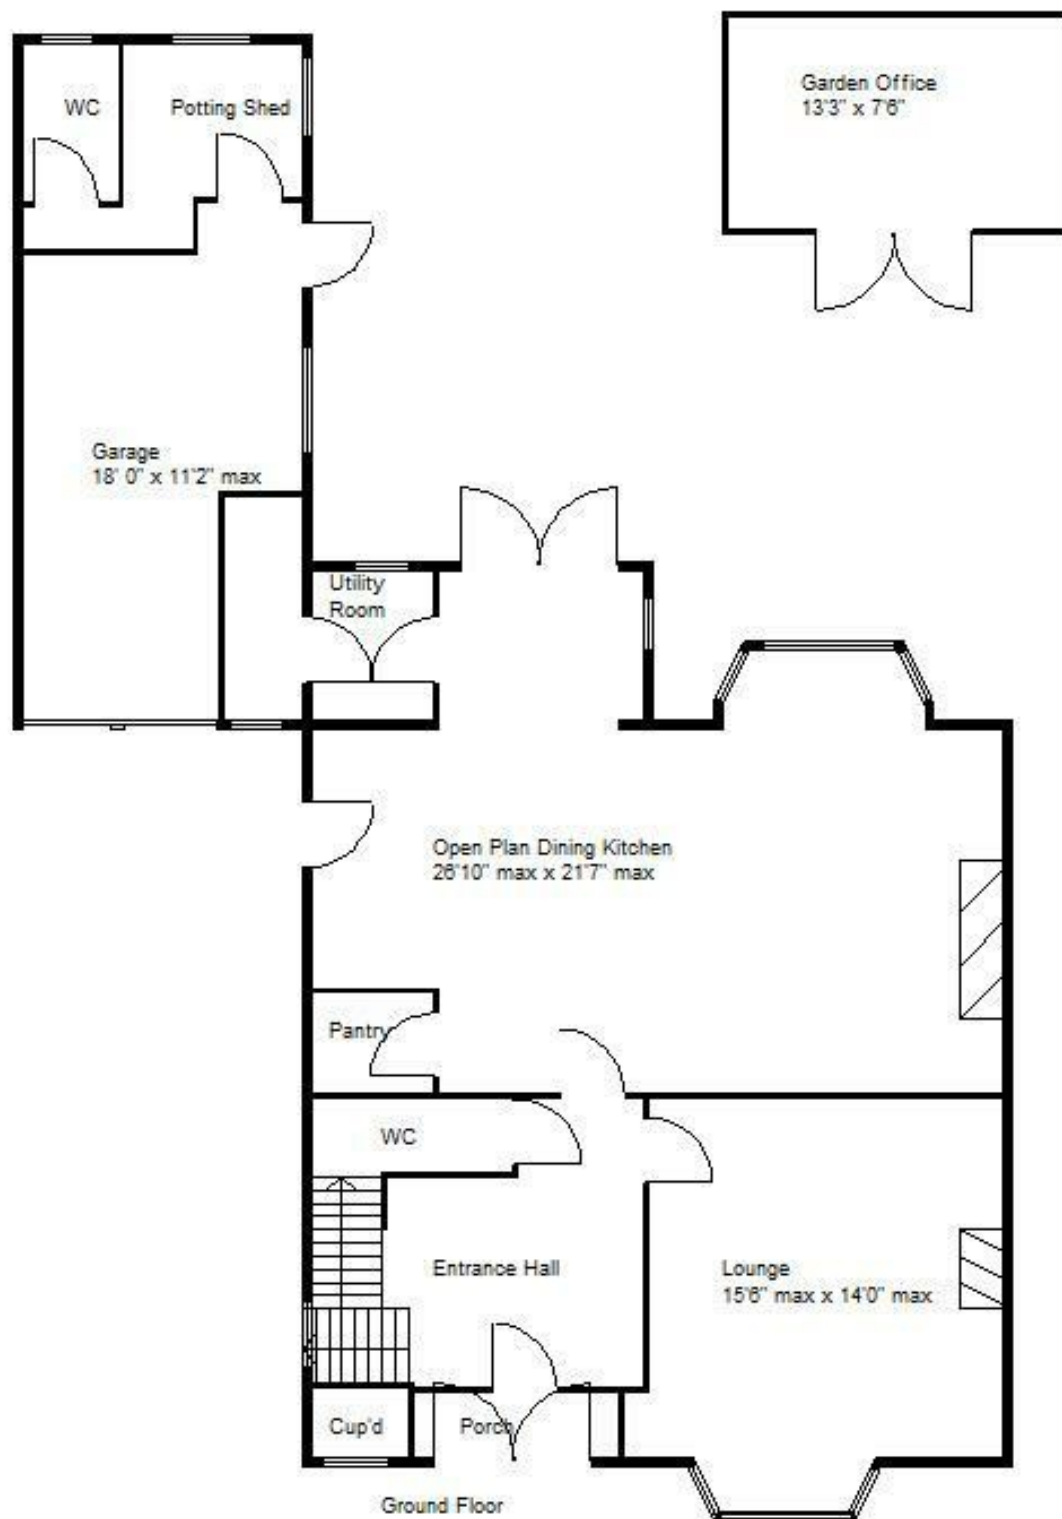 Garden Office
13'3" x 7'6"
WC
Potting Shed
Garage
18' 0" x 11'2" max
Utility
Room
Open Plan Dining Kitchen
26'10" max x 21'7" max
Pantry
WC
Entrance Hall
Lounge
15'6" max x 14'0" max
Cup'd
Porch
Ground Floor